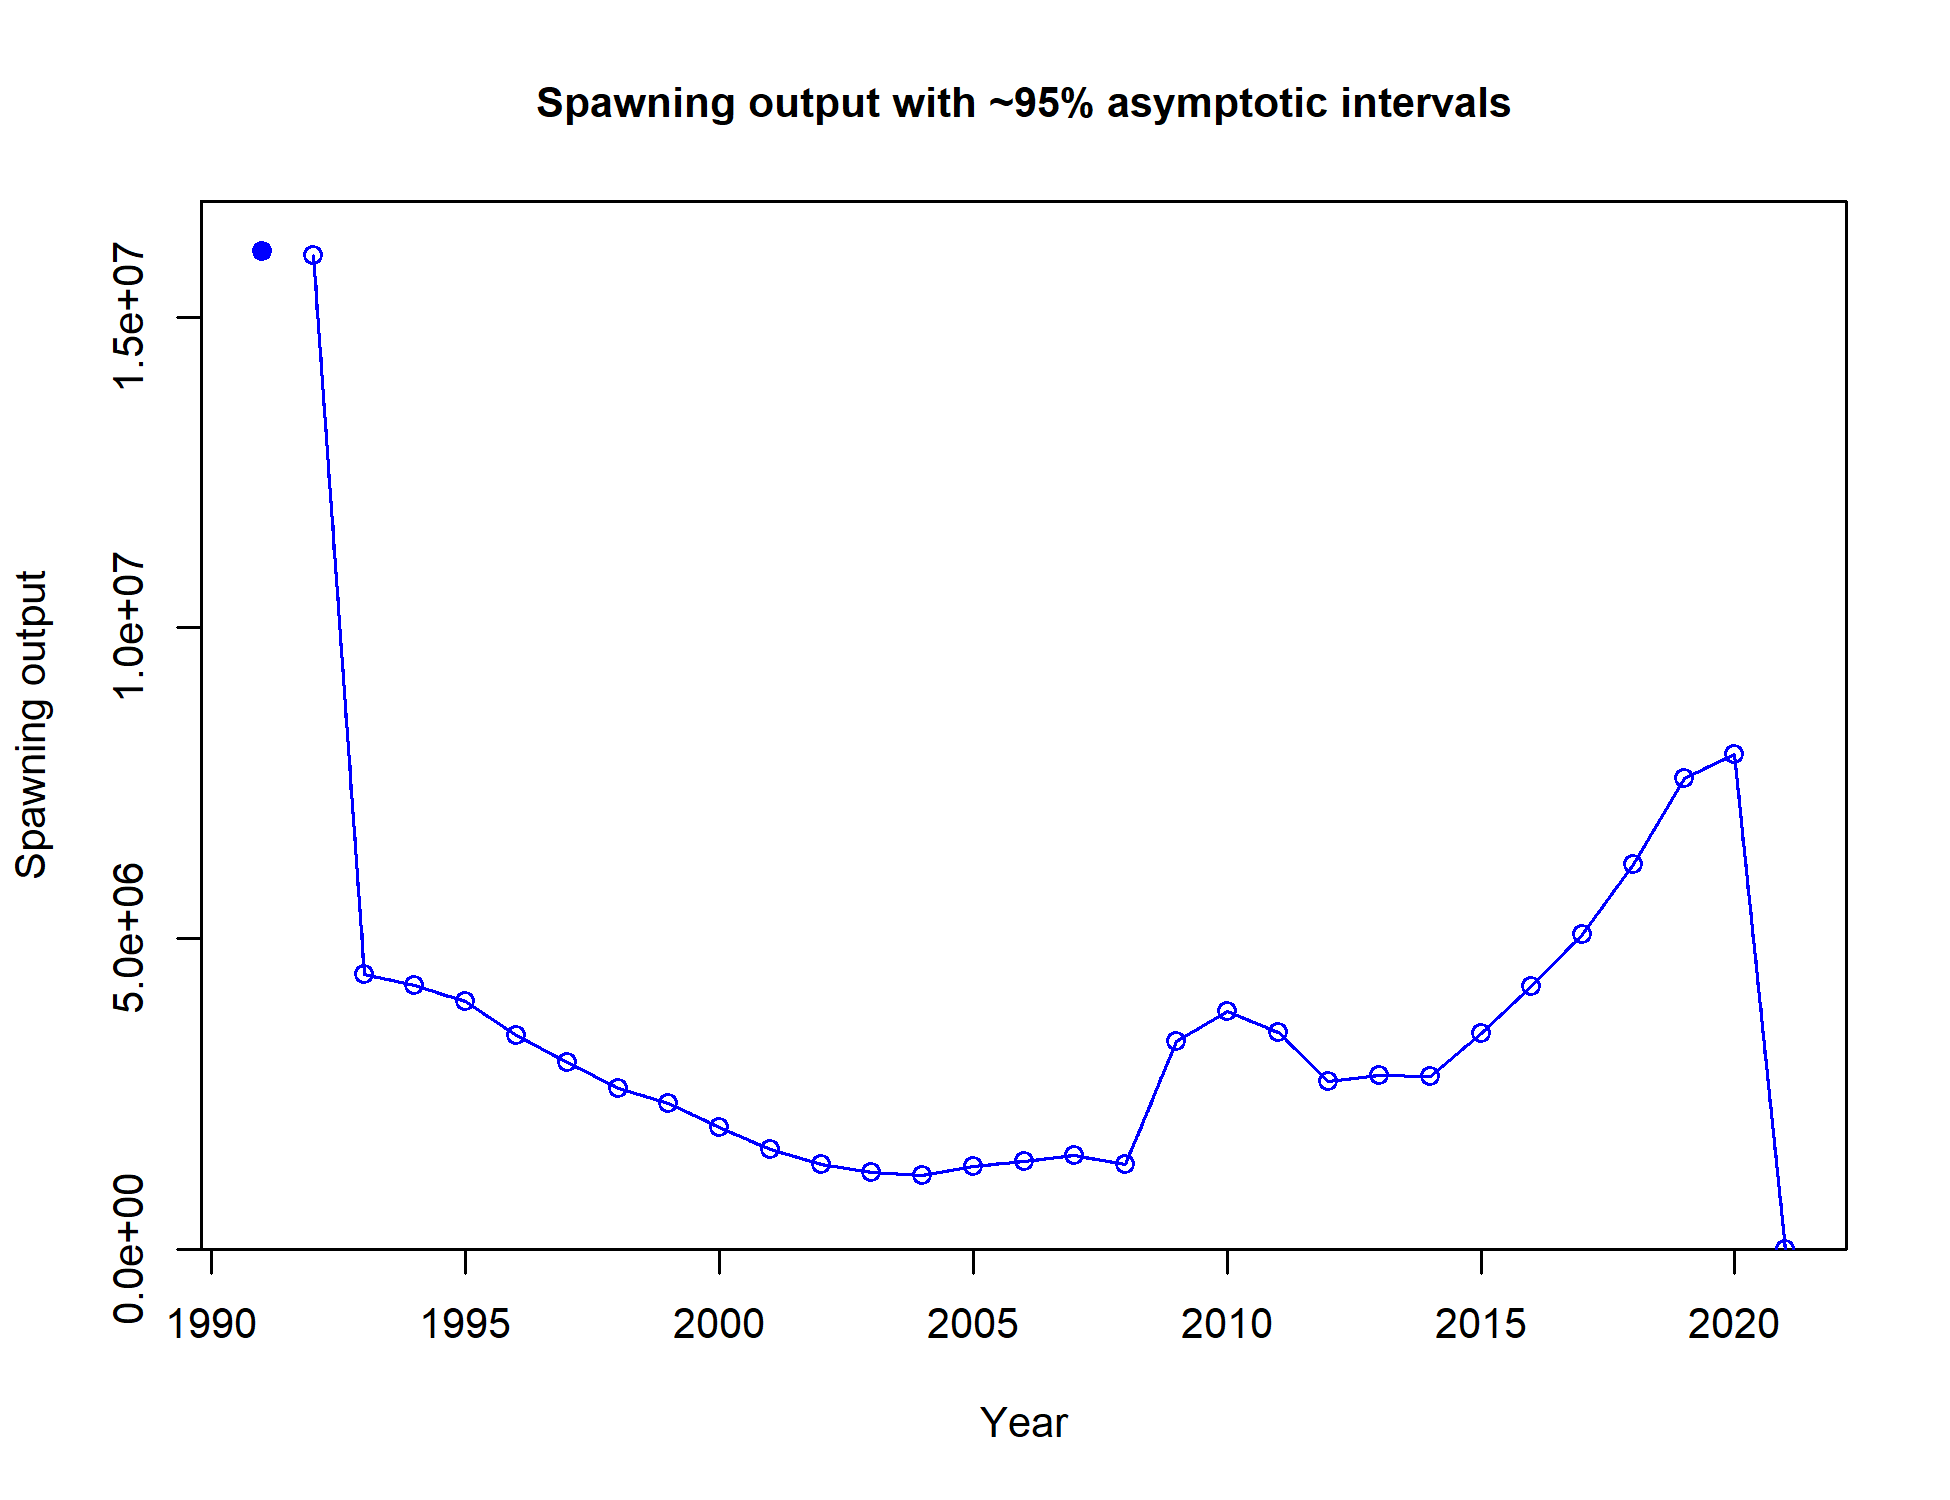 Spawning output with ~95% asymptotic intervals
Spawning output
1.5e+07
1.0e+07
5.0e+06
0.0e+00
1990 1995 2000 2005 2010 2015 2020
Year